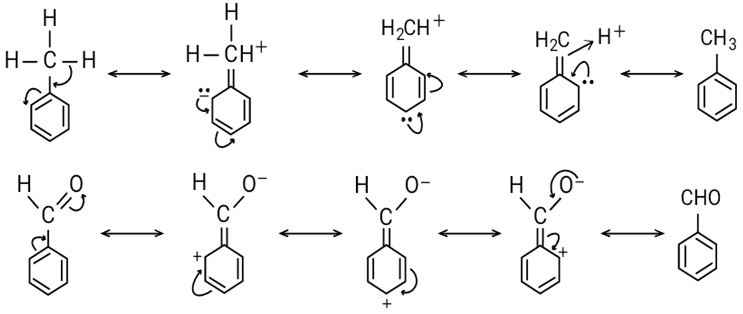 H
H–C–H
H
H–CH⁺
H₂CH⁺
H₂C H⁺
CH₃
–
H O
C
H O⁻
C
+
H O⁻
C
+
H O⁻
C
+
CHO